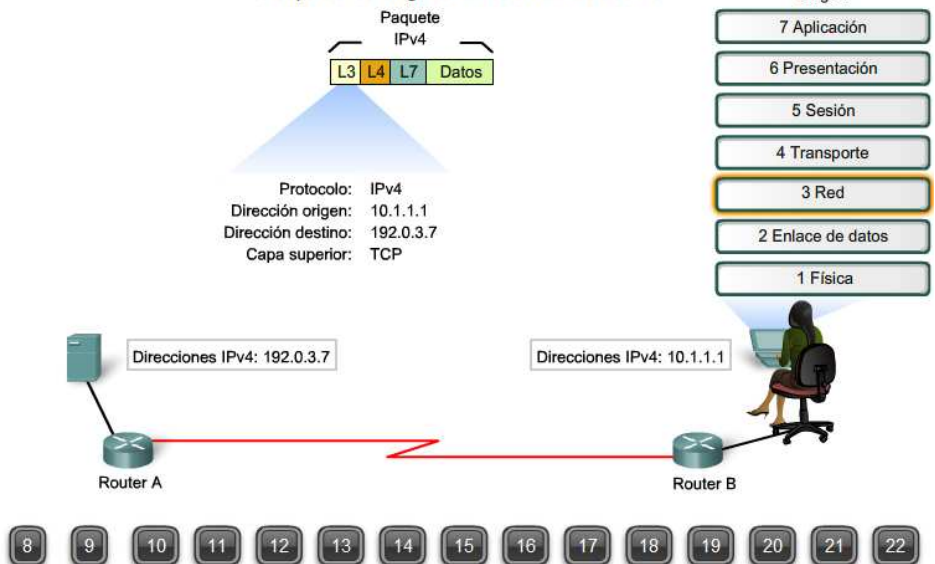 Paquete
IPv4
L3 L4 L7 Datos
Protocolo: IPv4
Dirección origen: 10.1.1.1
Dirección destino: 192.0.3.7
Capa superior: TCP
7 Aplicación
6 Presentación
5 Sesión
4 Transporte
3 Red
2 Enlace de datos
1 Física
Direcciones IPv4: 192.0.3.7
Direcciones IPv4: 10.1.1.1
Router A
Router B
8 9 10 11 12 13 14 15 16 17 18 19 20 21 22